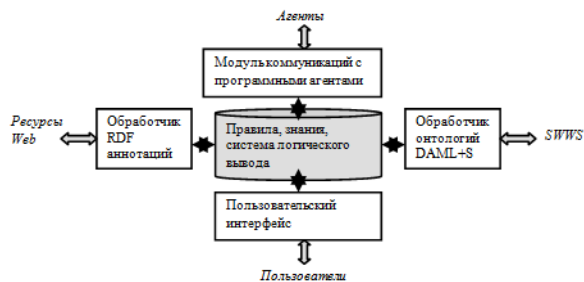 Агенты
Модуль коммуникаций с
программными агентами
Ресурсы
Web
Обработчик
RDF
аннотаций
Правила, знания,
система логического
вывода
Обработчик
онтологий
DAML+S
SWWS
Пользовательский
интерфейс
Пользователи